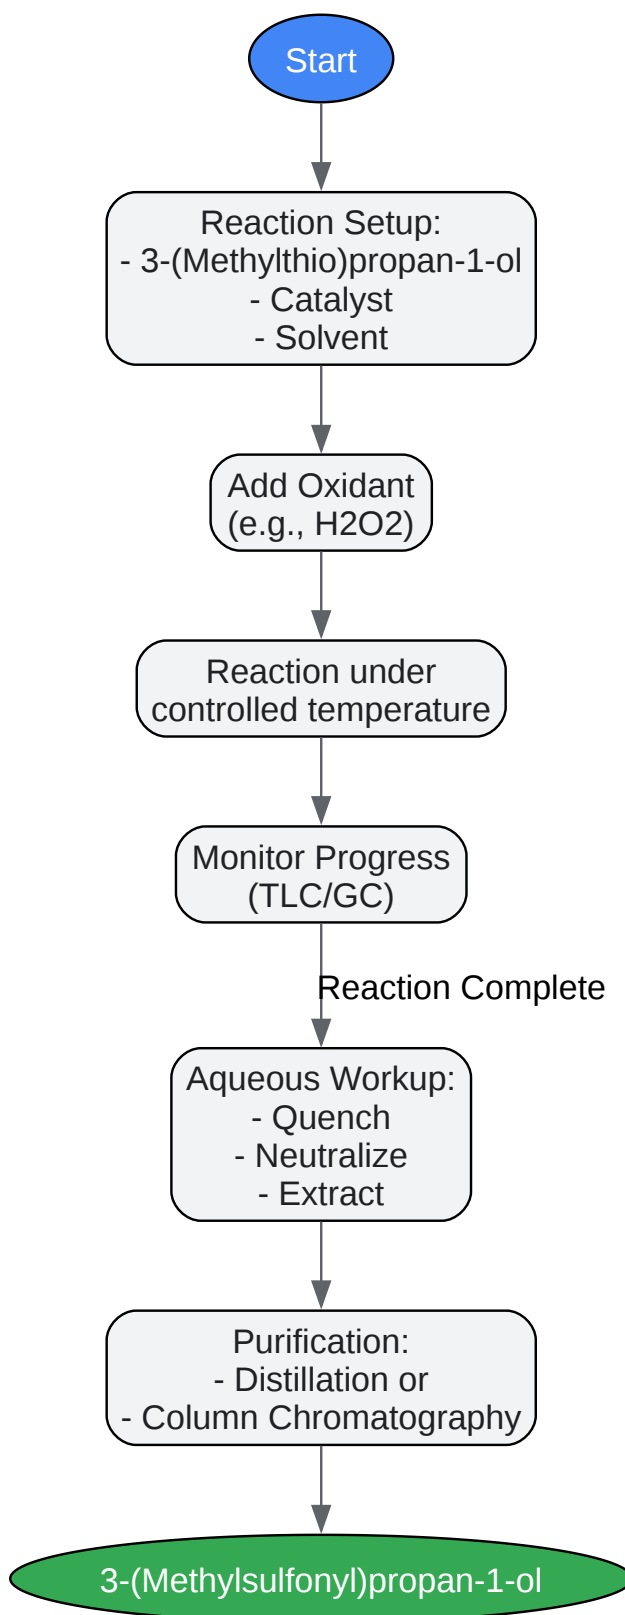 Start
Reaction Setup:
- 3-(Methylthio)propan-1-ol
- Catalyst
- Solvent
Add Oxidant
(e.g., H2O2)
Reaction under
controlled temperature
Monitor Progress
(TLC/GC)
Reaction Complete
Aqueous Workup:
- Quench
- Neutralize
- Extract
Purification:
- Distillation or
- Column Chromatography
3-(Methylsulfonyl)propan-1-ol